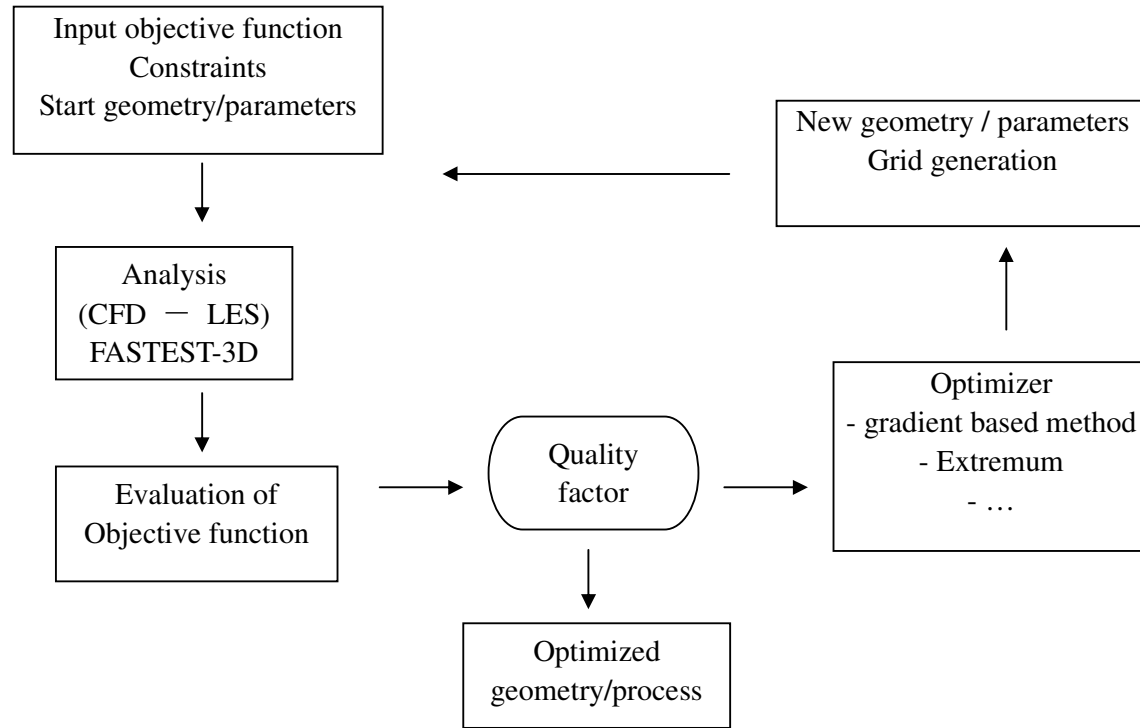 Input objective function
Constraints
Start geometry/parameters
New geometry / parameters
Grid generation
Analysis
(CFD － LES)
FASTEST-3D
Optimizer
- gradient based method
- Extremum
- …
Quality
factor
Evaluation of
Objective function
Optimized
geometry/process